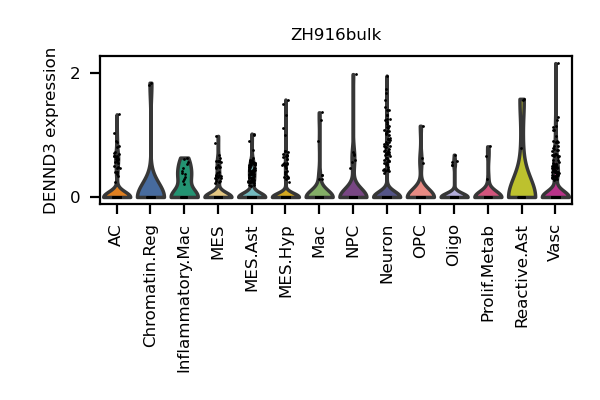 ZH916bulk
DENND3 expression
2
0
AC
Chromatin.Reg
Inflammatory.Mac
MES
MES.Ast
MES.Hyp
Mac
NPC
Neuron
OPC
Oligo
Prolif.Metab
Reactive.Ast
Vasc